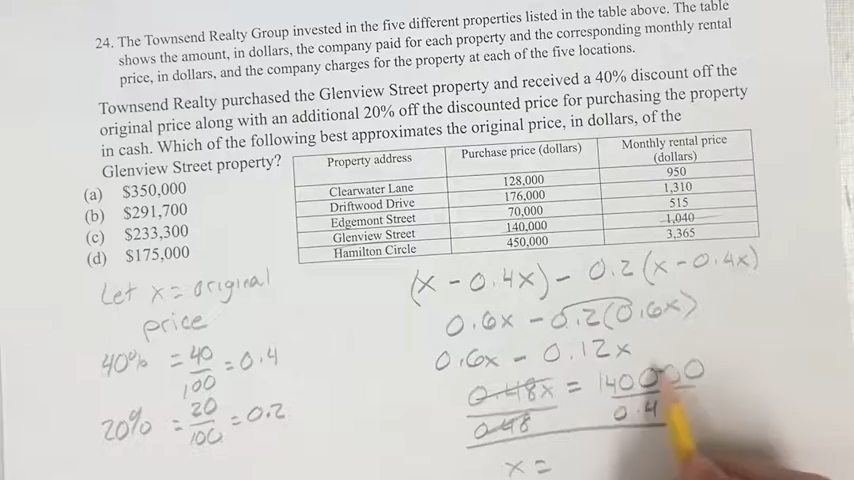 24. The Townsend Realty Group invested in the five different properties listed in the table above. The table
shows the amount, in dollars, the company paid for each property and the corresponding monthly rental
price, in dollars, and the company charges for the property at each of the five locations.
Townsend Realty purchased the Glenview Street property and received a 40% discount off the
original price along with an additional 20% off the discounted price for purchasing the property
in cash. Which of the following best approximates the original price, in dollars, of the
Glenview Street property?
(a) $350,000
(b) $291,700
(c) $233,300
(d) $175,000
Property address Purchase price (dollars) Monthly rental price (dollars)
Clearwater Lane 128,000 950
Driftwood Drive 176,000 1,310
Edgemont Street 70,000 515
Glenview Street 140,000 1,040
Hamilton Circle 450,000 3,365
Let x = original
price
40% = 40/100 = 0.4
20% = 20/100 = 0.2
(x - 0.4x) - 0.2(x - 0.4x)
0.6x - 0.2(0.6x)
0.6x - 0.12x
0.48x = 140000
0.48 0.4
x =